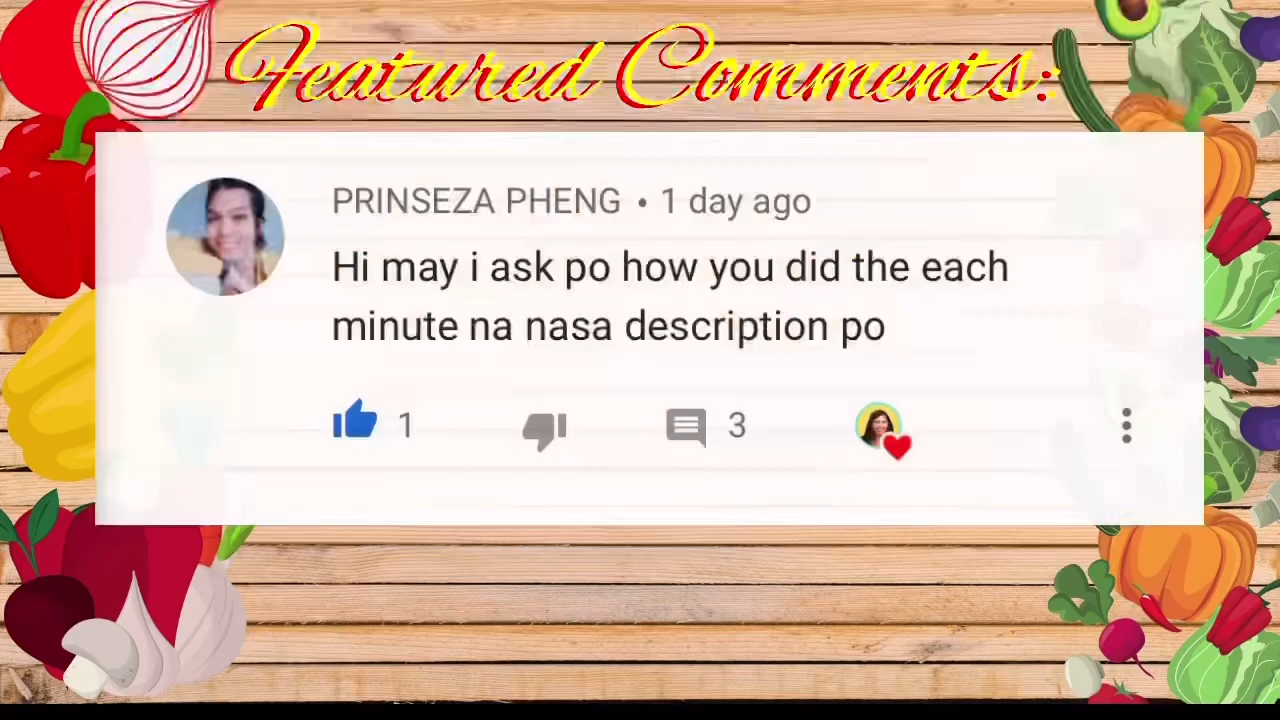 Featured Comments:
PRINSEZA PHENG • 1 day ago
Hi may i ask po how you did the each
minute na nasa description po
1
3